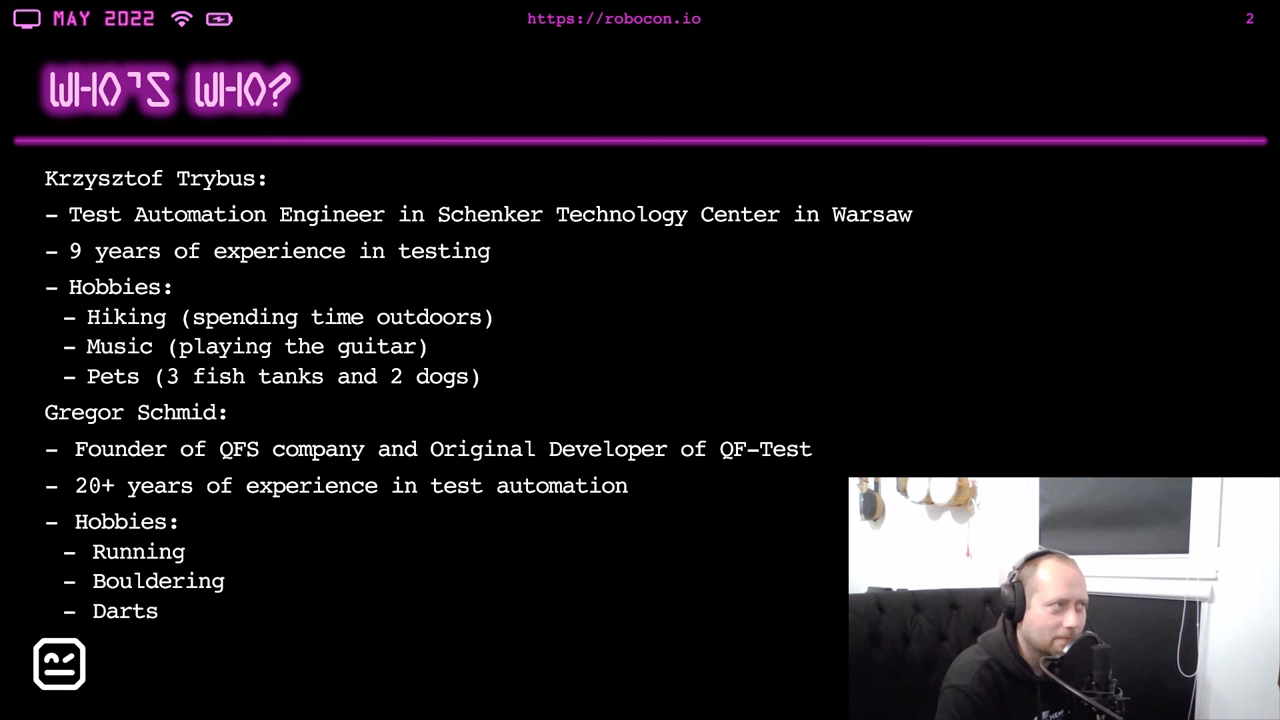 MAY 2022
https://robocon.io
2
WHO'S WHO?
Krzysztof Trybus:
- Test Automation Engineer in Schenker Technology Center in Warsaw
- 9 years of experience in testing
- Hobbies:
- Hiking (spending time outdoors)
- Music (playing the guitar)
- Pets (3 fish tanks and 2 dogs)
Gregor Schmid:
- Founder of QFS company and Original Developer of QF-Test
- 20+ years of experience in test automation
- Hobbies:
- Running
- Bouldering
- Darts